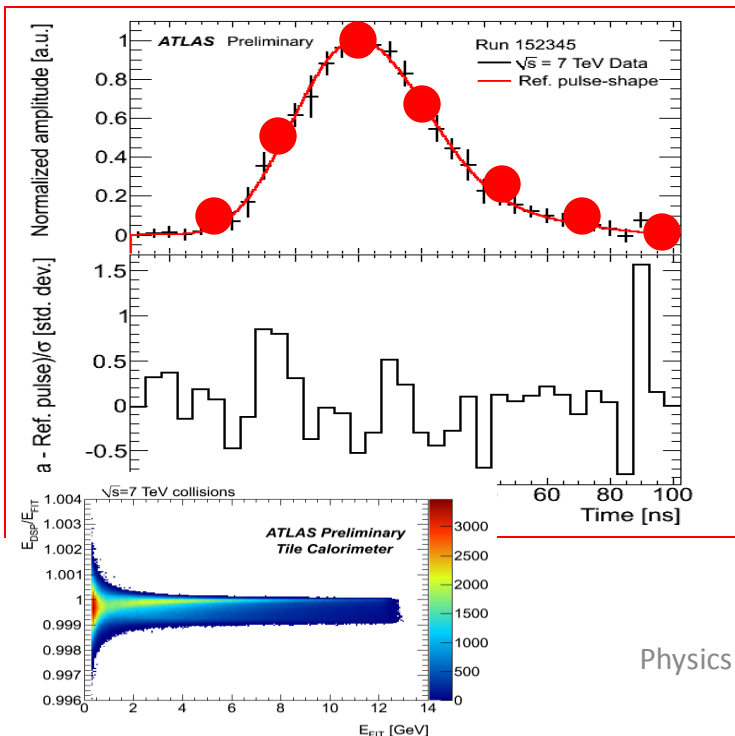 ATLAS Preliminary
Run 152345
√s = 7 TeV Data
Ref. pulse-shape
Normalized amplitude [a.u.]
1
0.8
0.6
0.4
0.2
0
a - Ref. pulse)/σ [std. dev.]
1.5
1
0.5
0
-0.5
60 80 100
Time [ns]
√s=7 TeV collisions
ATLAS Preliminary
Tile Calorimeter
E_DSP/E_FIT
1.004
1.003
1.002
1.001
1
0.999
0.998
0.997
0.996
0 2 4 6 8 10 12 14
E_FIT [GeV]
3000
2500
2000
1500
1000
500
0
Physics